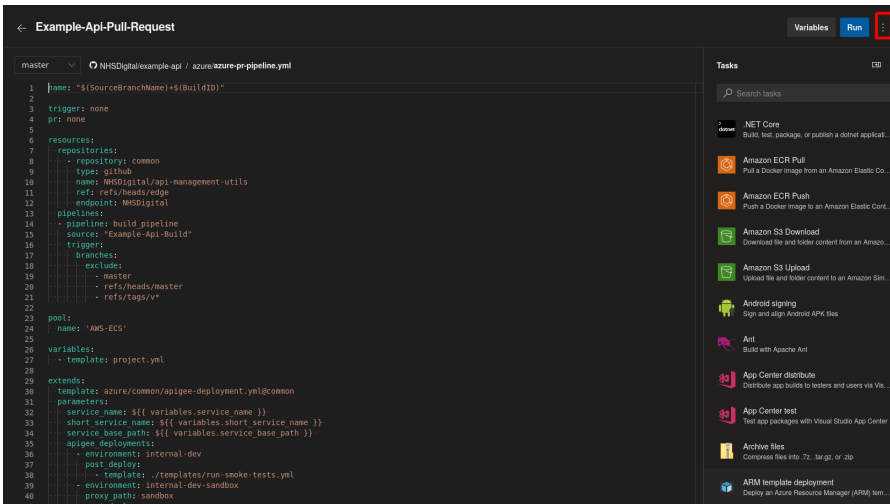 Example-Api-Pull-Request
Variables
Run
master
NHSDigital/example-api / azure/azure-pr-pipeline.yml
1 name: "$(SourceBranchName)+$(BuildID)"
2
3 trigger: none
4 pr: none
5
6 resources:
7 repositories:
8 - repository: common
9 type: github
10 name: NHSDigital/api-management-utils
11 ref: refs/heads/edge
12 endpoint: NHSDigital
13 pipelines:
14 - pipeline: build_pipeline
15 source: "Example-Api-Build"
16 trigger:
17 branches:
18 exclude:
19 - master
20 - refs/heads/master
21 - refs/tags/v*
22
23 pool:
24 name: 'AWS-ECS'
25
26 variables:
27 - template: project.yml
28
29 extends:
30 template: azure/common/apigee-deployment.yml@common
31 parameters:
32 service_name: ${{ variables.service_name }}
33 short_service_name: ${{ variables.short_service_name }}
34 service_base_path: ${{ variables.service_base_path }}
35 apigee_deployments:
36 - environment: internal-dev
37 post_deploy:
38 - template: ./templates/run-smoke-tests.yml
39 - environment: internal-dev-sandbox
40 proxy_path: sandbox
Tasks
Search tasks
dotnet
.NET Core
Build, test, package, or publish a dotnet applicati...
Amazon ECR Pull
Pull a Docker image from an Amazon Elastic Co...
Amazon ECR Push
Push a Docker image to an Amazon Elastic Cont...
Amazon S3 Download
Download file and folder content from an Amazo...
Amazon S3 Upload
Upload file and folder content to an Amazon Sim...
Android signing
Sign and align Android APK files
Ant
Build with Apache Ant
App Center distribute
Distribute app builds to testers and users via Vis...
App Center test
Test app packages with Visual Studio App Center
Archive files
Compress files into .7z, .tar.gz, or .zip
ARM template deployment
Deploy an Azure Resource Manager (ARM) tem...